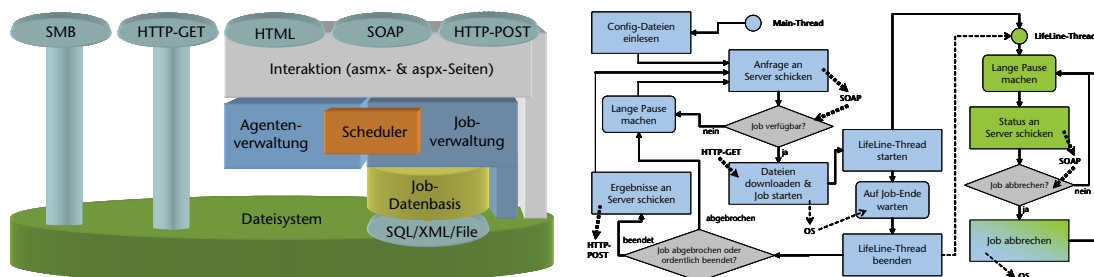 SMB
HTTP-GET
HTML
SOAP
HTTP-POST
Interaktion (asmx- & aspx-Seiten)
Agenten-
verwaltung
Scheduler
Job-
verwaltung
Job-
Datenbasis
Dateisystem
SQL/XML/File
Config-Dateien
einlesen
Main-Thread
Anfrage an
Server schicken
SOAP
Lange Pause
machen
nein
Job verfügbar?
ja
HTTP-GET
Dateien
downloaden &
Job starten
OS
LifeLine-Thread
starten
Auf Job-Ende
warten
LifeLine-Thread
beenden
Ergebnisse an
Server schicken
HTTP-
POST
beendet
abgebrochen
Job abgebrochen oder
ordentlich beendet?
LifeLine-Thread
Lange Pause
machen
Status an
Server schicken
SOAP
Job abbrechen?
nein
ja
Job abbrechen
OS